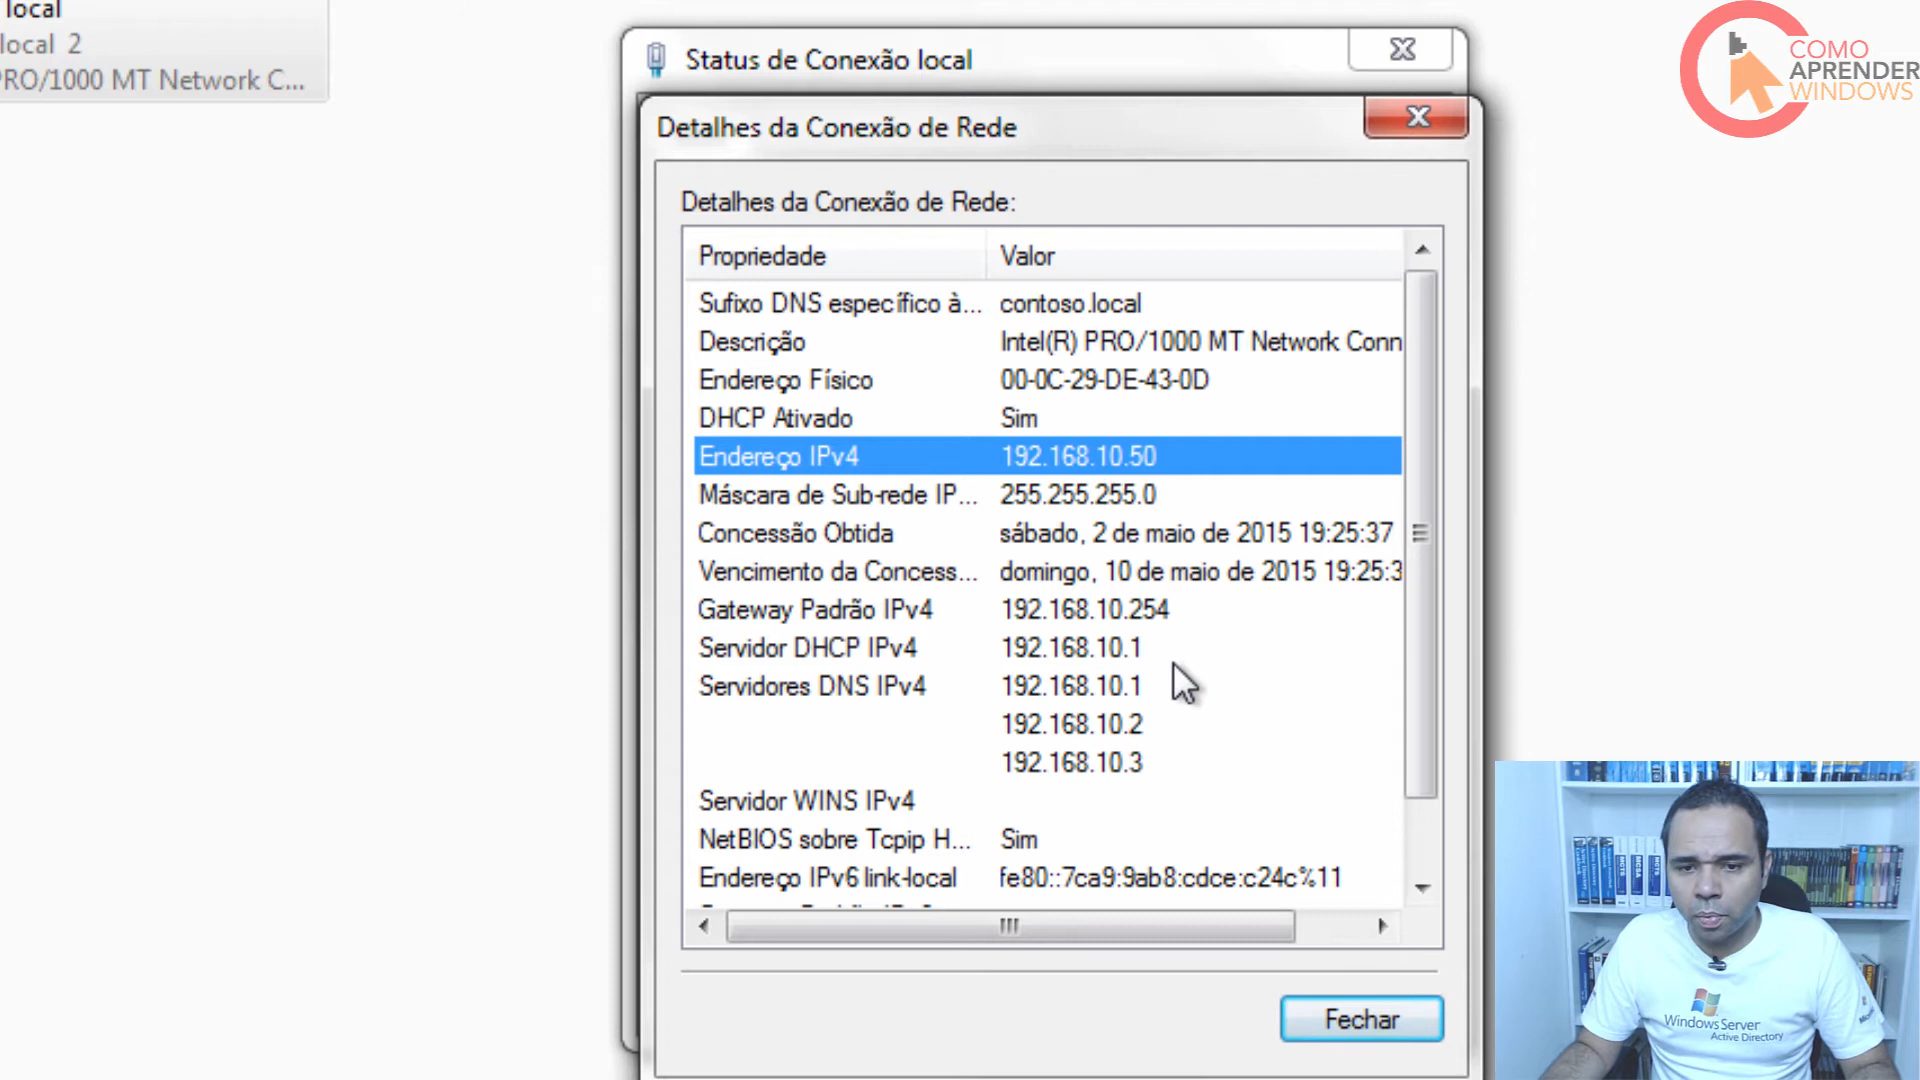 local
local 2
PRO/1000 MT Network C...
Status de Conexão local
COMO
APRENDER
WINDOWS
Detalhes da Conexão de Rede
Detalhes da Conexão de Rede:
Propriedade Valor
Sufixo DNS específico à... contoso.local
Descrição Intel(R) PRO/1000 MT Network Conn
Endereço Físico 00-0C-29-DE-43-0D
DHCP Ativado Sim
Endereço IPv4 192.168.10.50
Máscara de Sub-rede IP... 255.255.255.0
Concessão Obtida sábado, 2 de maio de 2015 19:25:37
Vencimento da Concess... domingo, 10 de maio de 2015 19:25:3
Gateway Padrão IPv4 192.168.10.254
Servidor DHCP IPv4 192.168.10.1
Servidores DNS IPv4 192.168.10.1
192.168.10.2
192.168.10.3
Servidor WINS IPv4
NetBIOS sobre Tcpip H... Sim
Endereço IPv6 link-local fe80::7ca9:9ab8:cdce:c24c%11
Fechar
Windows Server
Active Directory